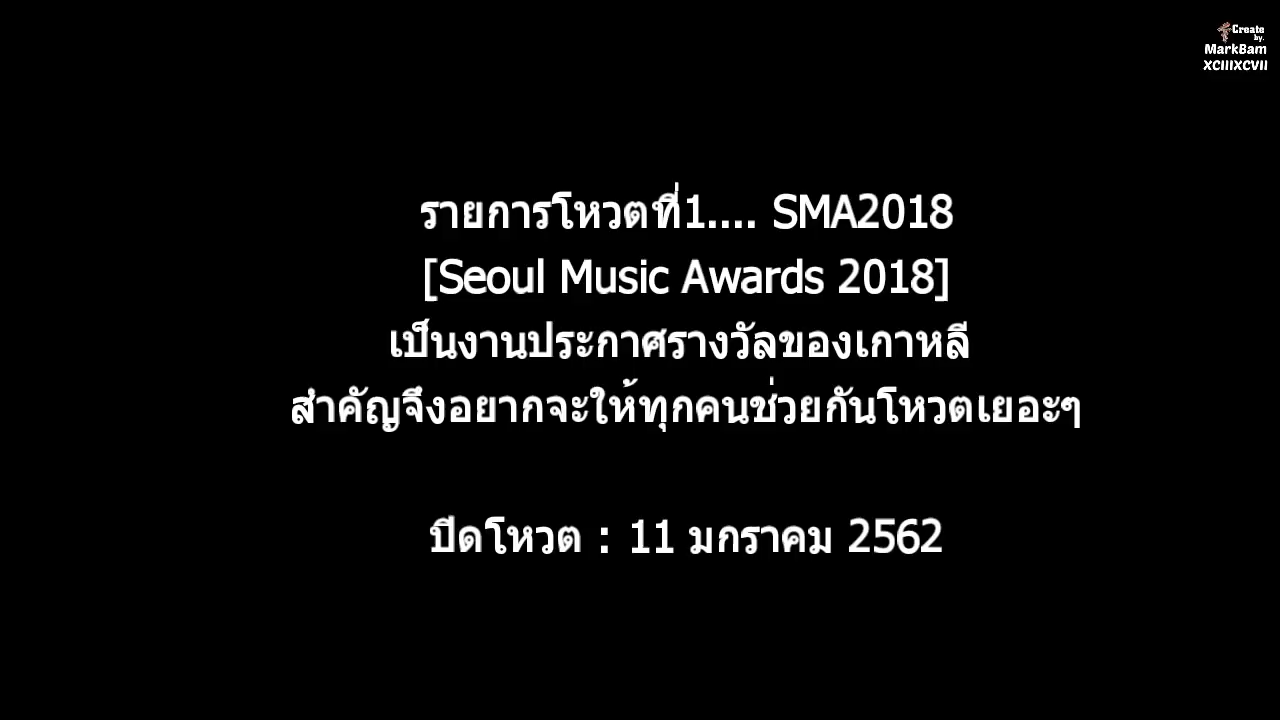 Create
by.
MarkBam
XCIIIXCVII
รายการโหวตที่1.... SMA2018
[Seoul Music Awards 2018]
เป็นงานประกาศรางวัลของเกาหลี
สำคัญจึงอยากจะให้ทุกคนช่วยกันโหวตเยอะๆ
ปิดโหวต : 11 มกราคม 2562